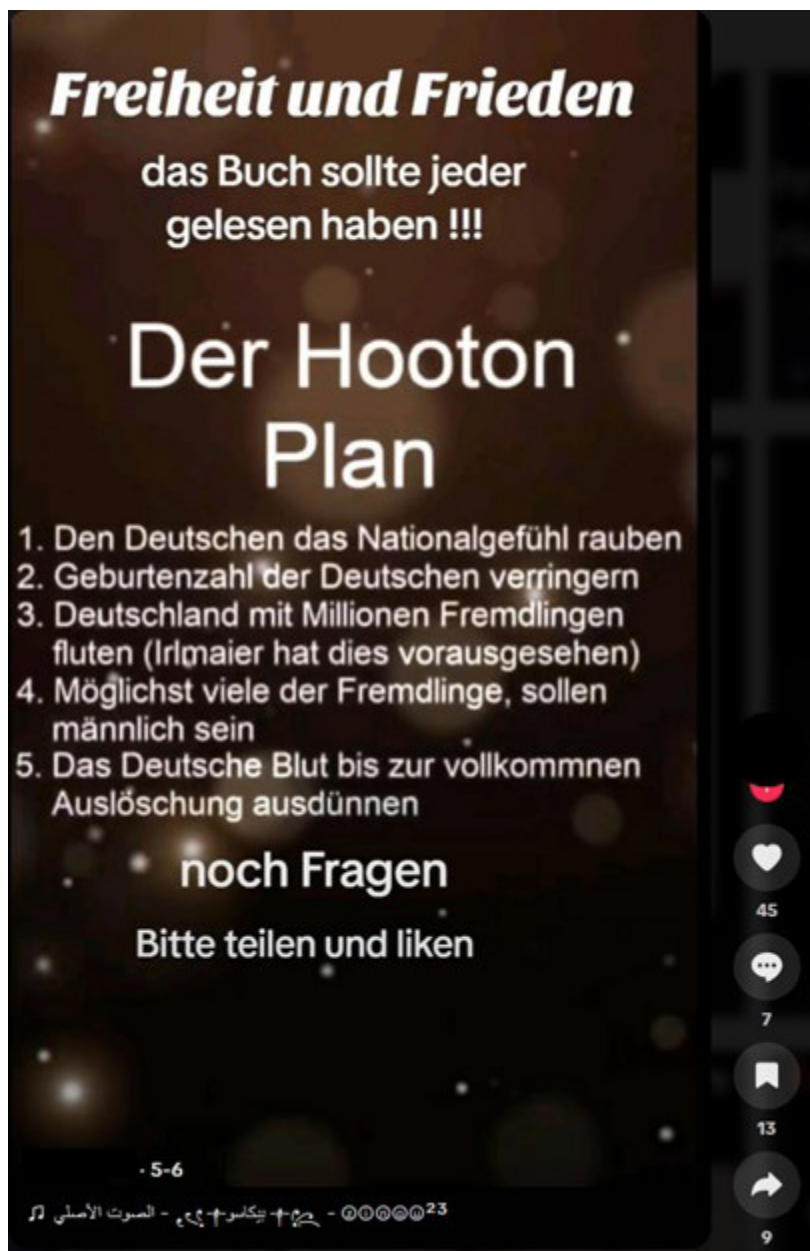 Freiheit und Frieden
das Buch sollte jeder
gelesen haben !!!
Der Hooton
Plan
1. Den Deutschen das Nationalgefühl rauben
2. Geburtenzahl der Deutschen verringern
3. Deutschland mit Millionen Fremdlingen
fluten (Irlmaier hat dies vorausgesehen)
4. Möglichst viele der Fremdlinge, sollen
männlich sein
5. Das Deutsche Blut bis zur vollkommnen
Auslöschung ausdünnen
noch Fragen
Bitte teilen und liken
45
7
13
9
· 5-6
الصوت الأصلي - بيكاسو - 23